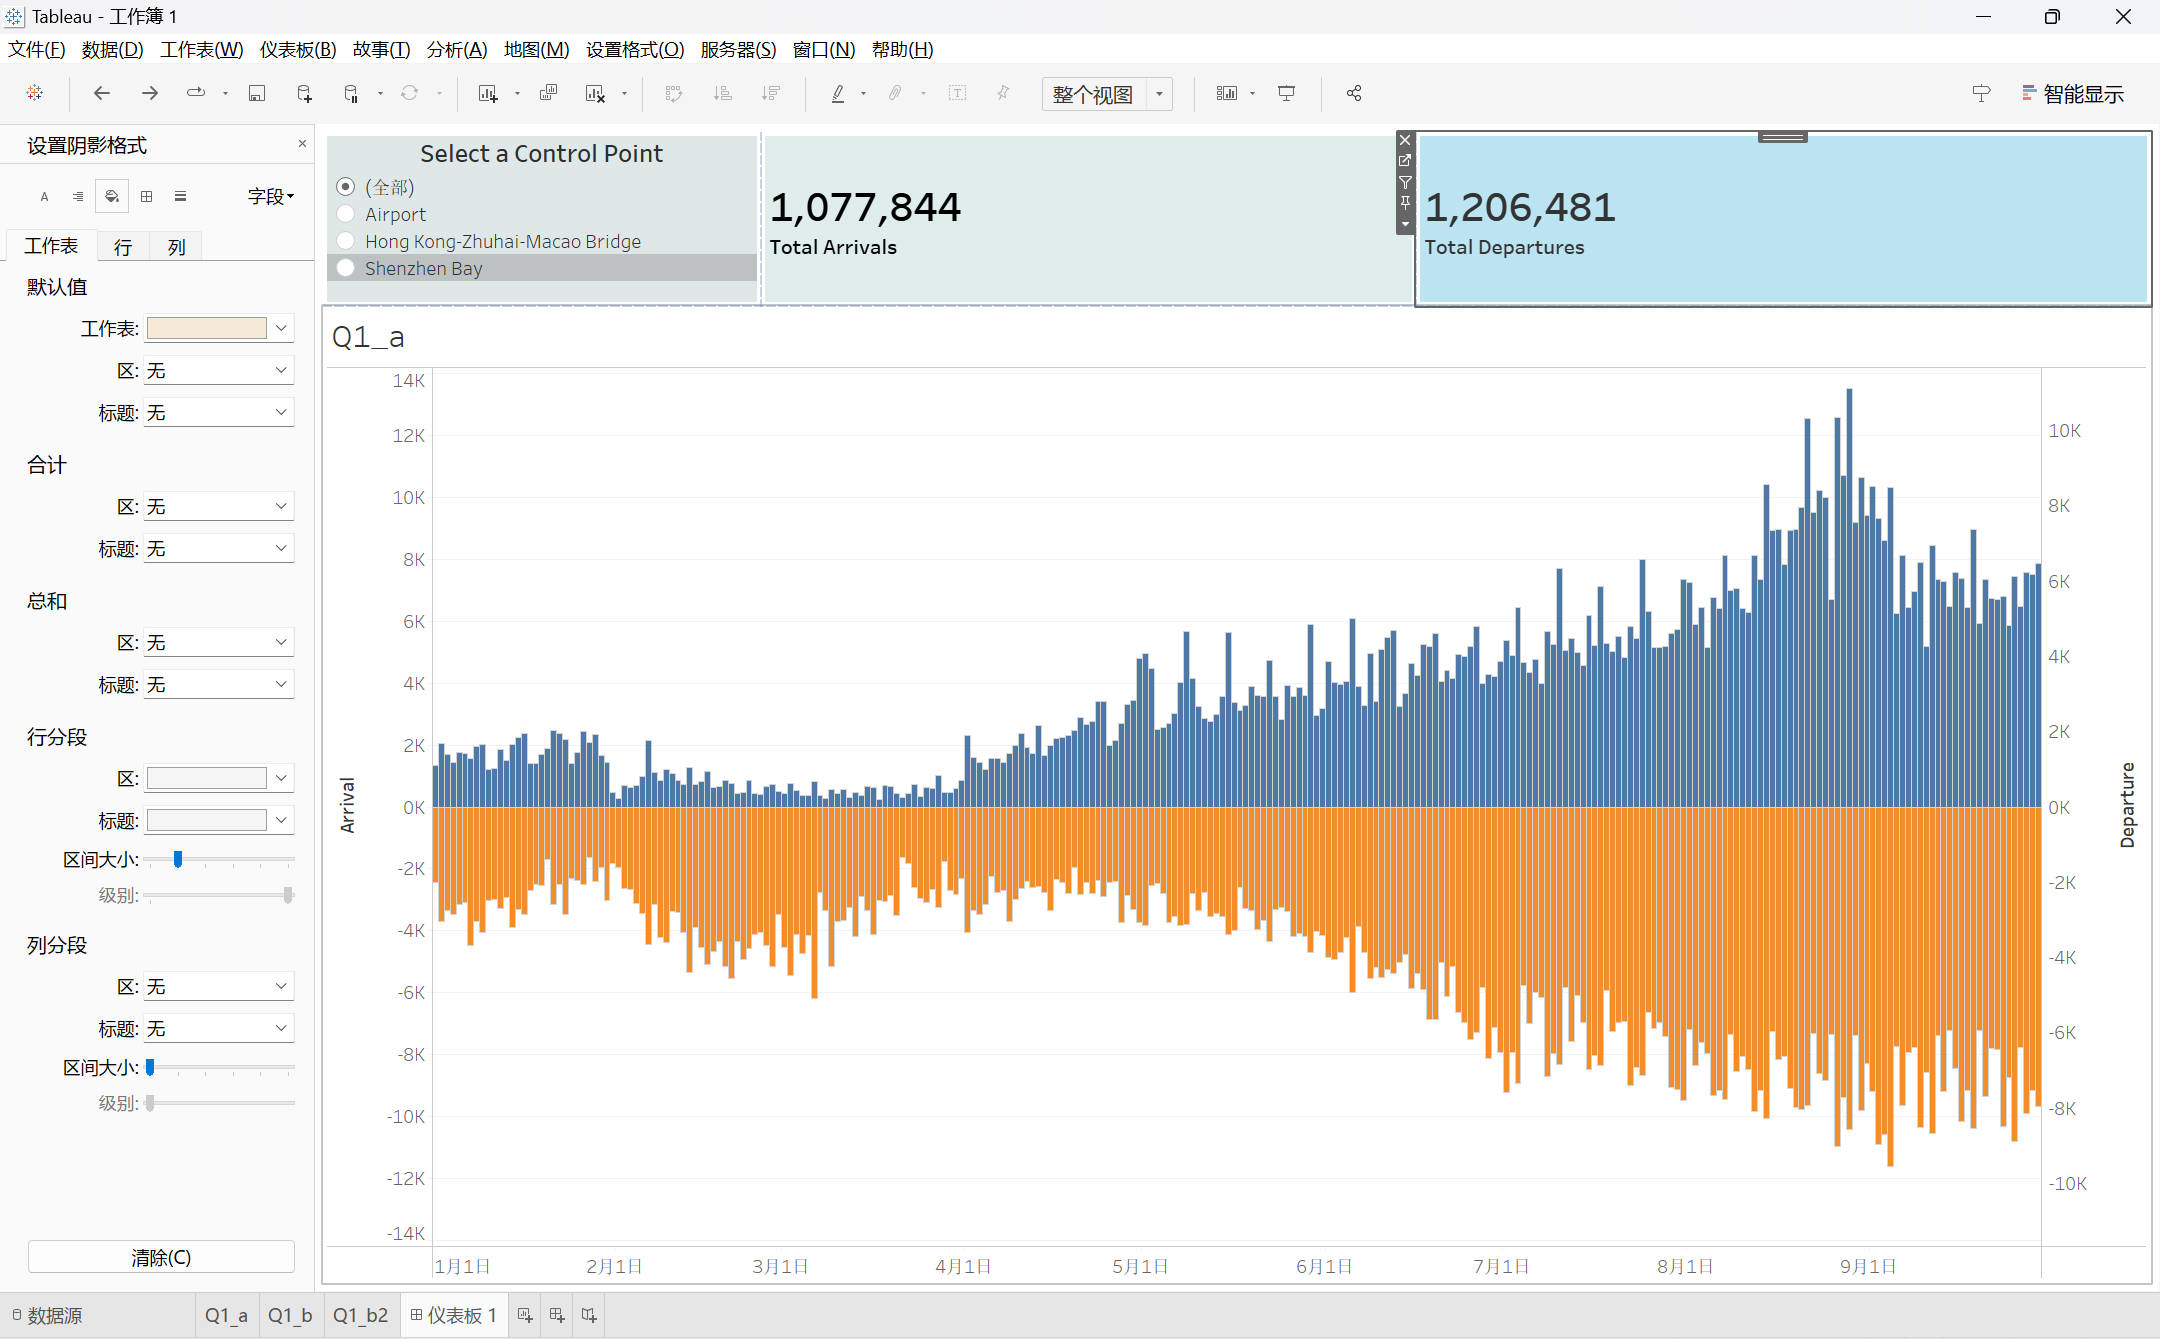 Tableau - 工作簿 1
文件(F) 数据(D) 工作表(W) 仪表板(B) 故事(T) 分析(A) 地图(M) 设置格式(O) 服务器(S) 窗口(N) 帮助(H)
整个视图
智能显示
设置阴影格式
字段
工作表 行 列
默认值
工作表:
区: 无
标题: 无
合计
区: 无
标题: 无
总和
区: 无
标题: 无
行分段
区:
标题:
区间大小:
级别:
列分段
区: 无
标题: 无
区间大小:
级别:
清除(C)
Select a Control Point
(全部)
Airport
Hong Kong-Zhuhai-Macao Bridge
Shenzhen Bay
1,077,844
Total Arrivals
1,206,481
Total Departures
Q1_a
14K
12K
10K
8K
6K
4K
2K
0K
-2K
-4K
-6K
-8K
-10K
-12K
-14K
Arrival
10K
8K
6K
4K
2K
0K
-2K
-4K
-6K
-8K
-10K
Departure
1月1日 2月1日 3月1日 4月1日 5月1日 6月1日 7月1日 8月1日 9月1日
数据源 Q1_a Q1_b Q1_b2 仪表板 1